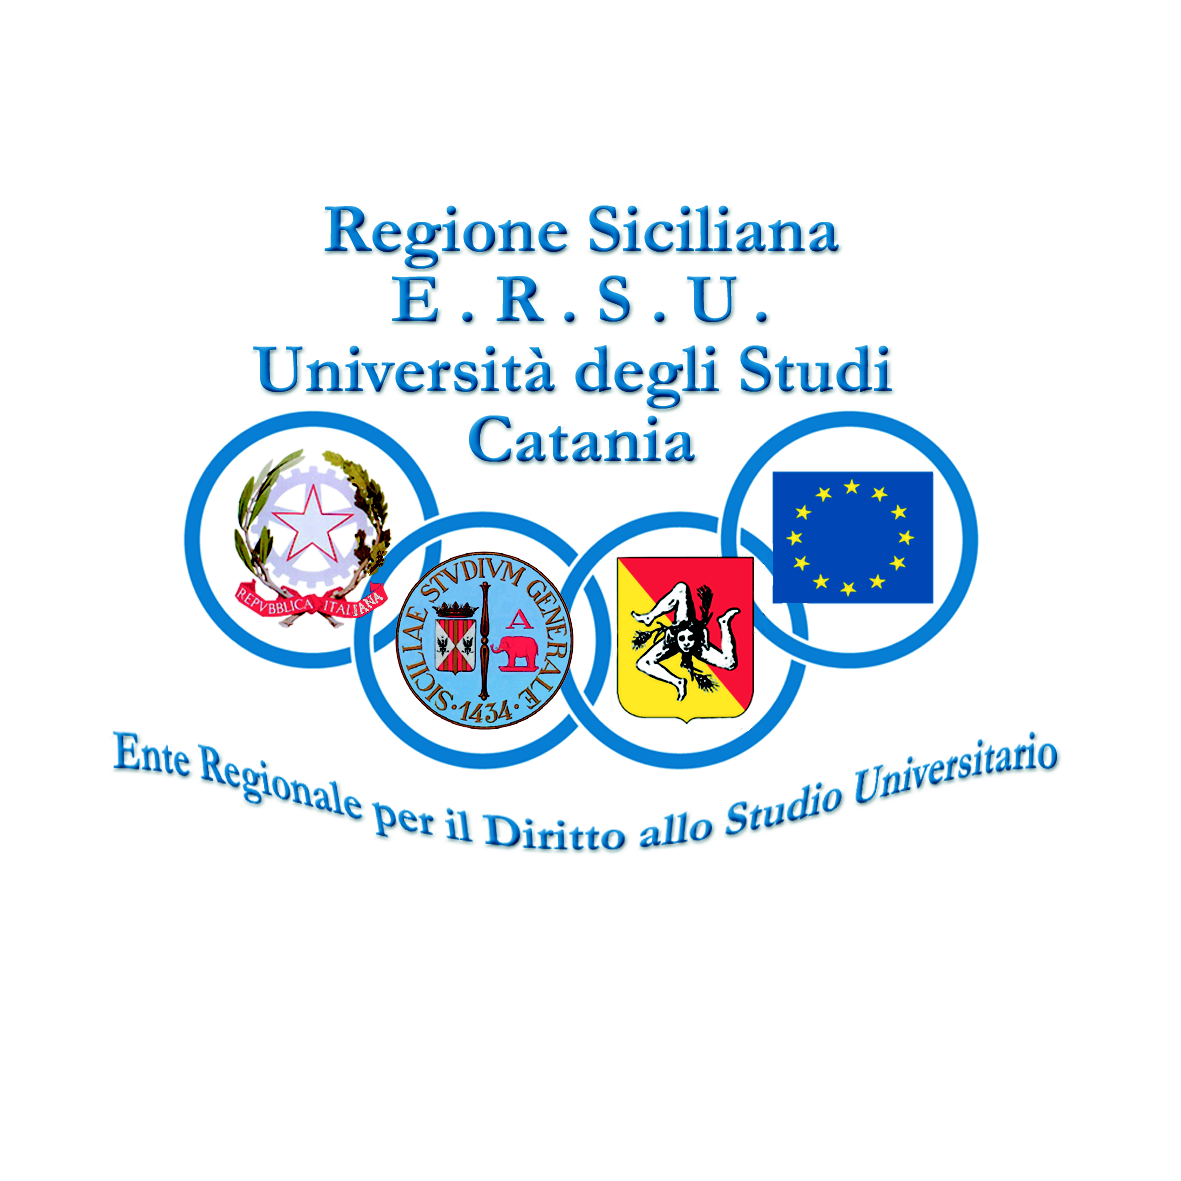 Regione Siciliana
E . R . S . U .
Università degli Studi
Catania
REPVBBLICA ITALIANA
SICILIAE STVDIVM GENERALE
· 1434 ·
A
Ente Regionale per il Diritto allo Studio Universitario